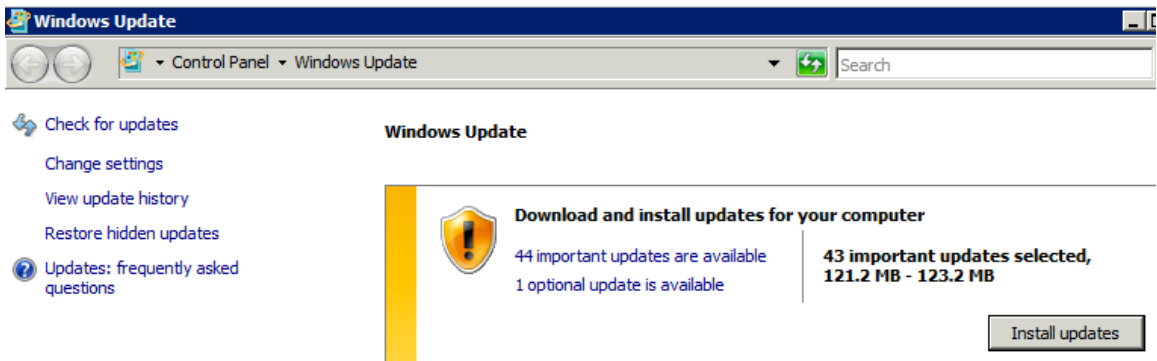 Windows Update
Control Panel Windows Update
Search
Check for updates
Change settings
View update history
Restore hidden updates
Updates: frequently asked
questions
Windows Update
Download and install updates for your computer
44 important updates are available
1 optional update is available
43 important updates selected,
121.2 MB - 123.2 MB
Install updates